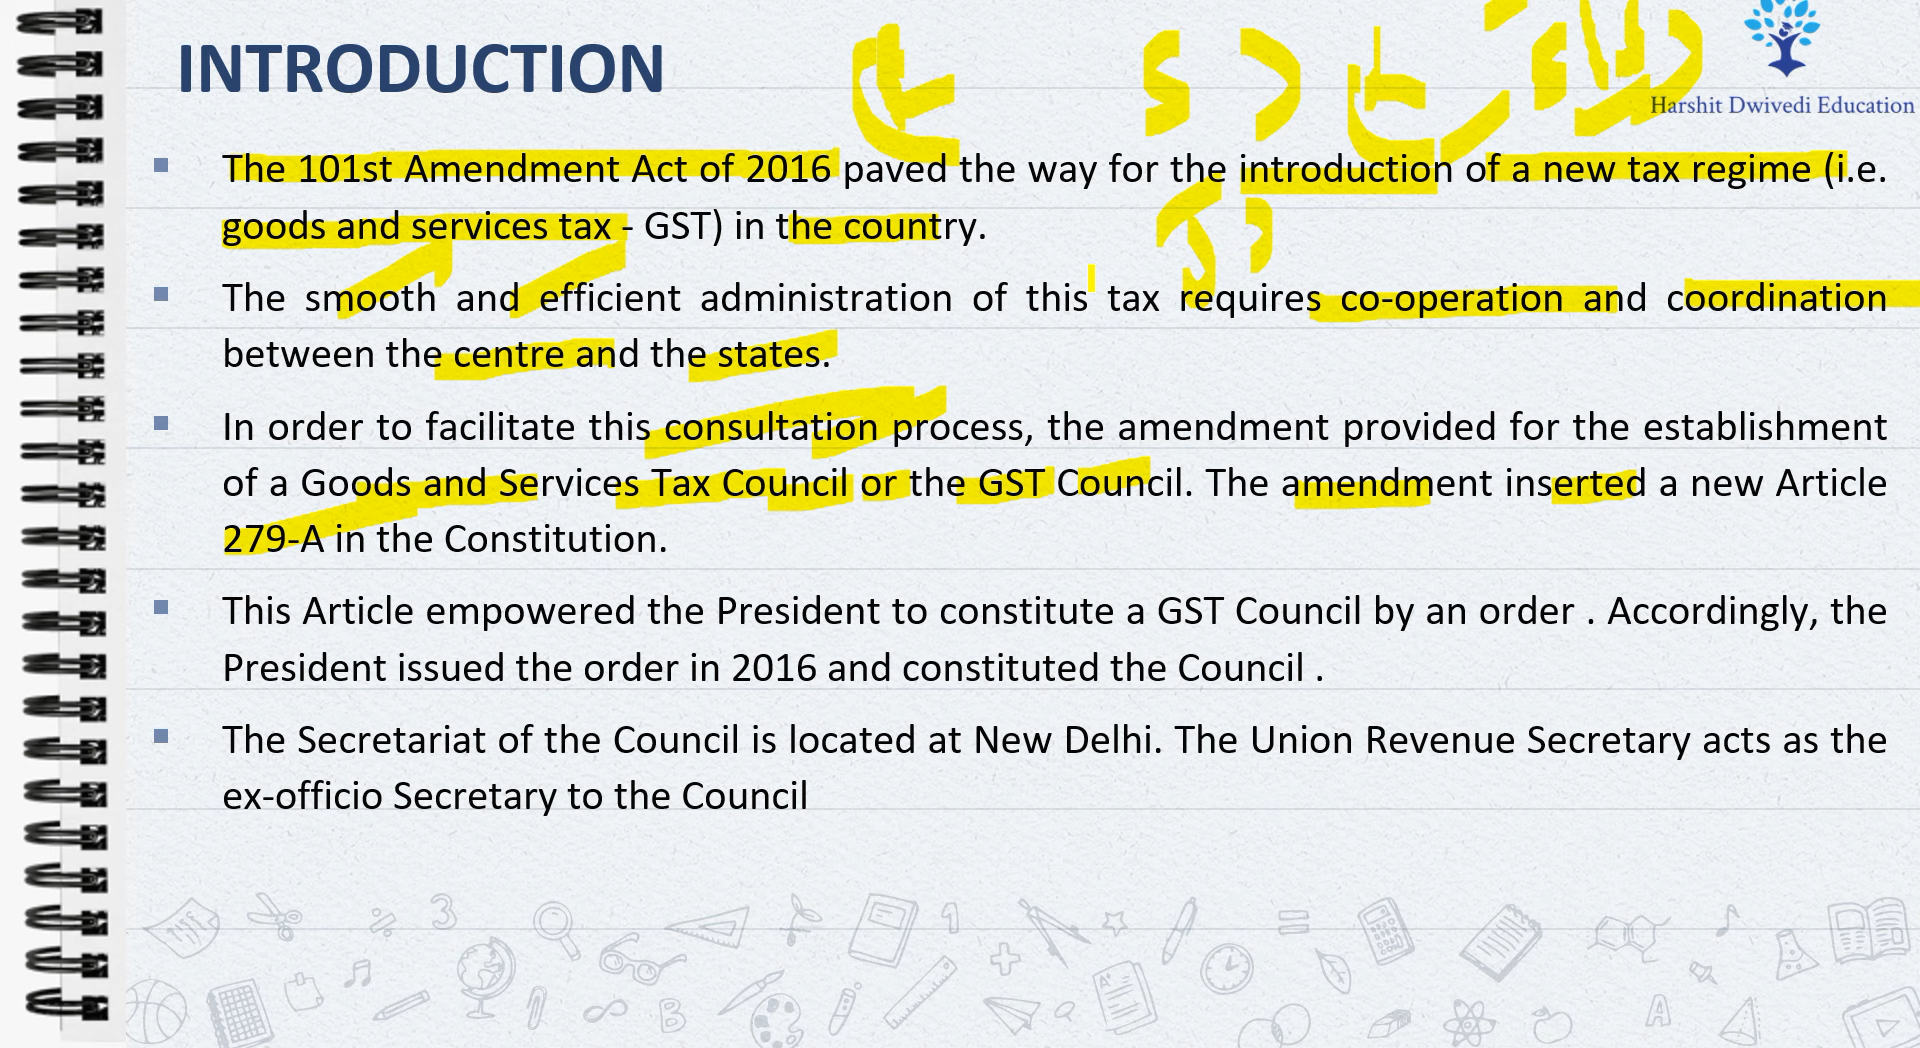 INTRODUCTION
Harshit Dwivedi Education
▪ The 101st Amendment Act of 2016 paved the way for the introduction of a new tax regime (i.e.
goods and services tax - GST) in the country.
▪ The smooth and efficient administration of this tax requires co-operation and coordination
between the centre and the states.
▪ In order to facilitate this consultation process, the amendment provided for the establishment
of a Goods and Services Tax Council or the GST Council. The amendment inserted a new Article
279-A in the Constitution.
▪ This Article empowered the President to constitute a GST Council by an order . Accordingly, the
President issued the order in 2016 and constituted the Council .
▪ The Secretariat of the Council is located at New Delhi. The Union Revenue Secretary acts as the
ex-officio Secretary to the Council